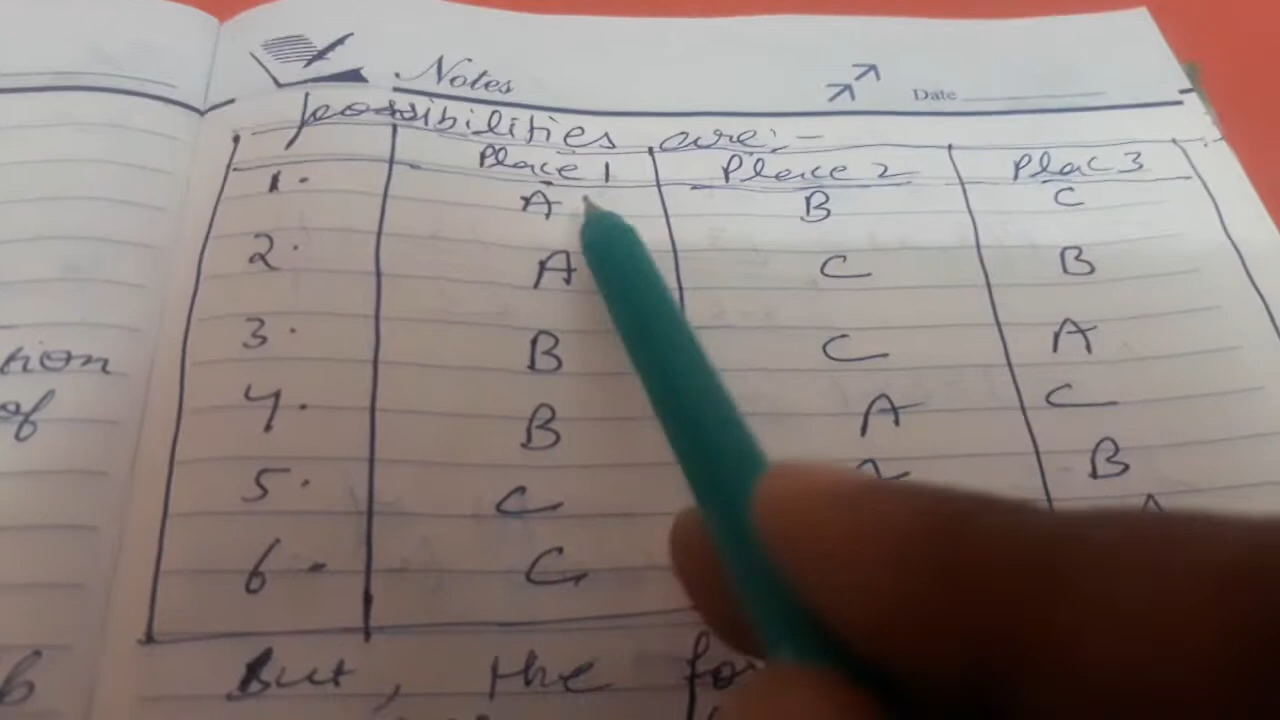 Notes
Date
possibilities are:-
Place 1 Place 2 Plac 3
1. A B C
2. A C B
3. B C A
4. B A C
5. C B
6. C
But, the
tion
of